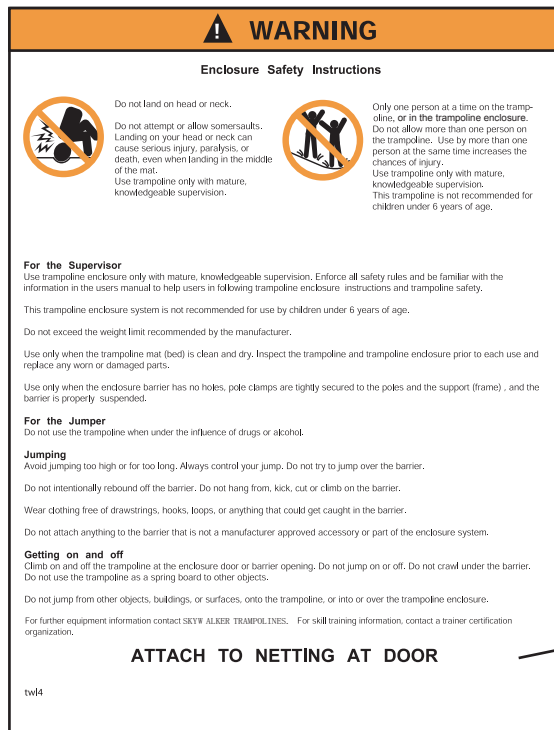 WARNING
Enclosure Safety Instructions
Do not land on head or neck.
Do not attempt or allow somersaults.
Landing on your head or neck can
cause serious injury, paralysis, or
death, even when landing in the middle
of the mat.
Use trampoline only with mature,
knowledgeable supervision.
Only one person at a time on the tramp-
oline, or in the trampoline enclosure.
Do not allow more than one person on
the trampoline. Use by more than one
person at the same time increases the
chances of injury.
Use trampoline only with mature,
knowledgeable supervision.
This trampoline is not recommended for
children under 6 years of age.
For the Supervisor
Use trampoline enclosure only with mature, knowledgeable supervision. Enforce all safety rules and be familiar with the
information in the users manual to help users in following trampoline enclosure instructions and trampoline safety.
This trampoline enclosure system is not recommended for use by children under 6 years of age.
Do not exceed the weight limit recommended by the manufacturer.
Use only when the trampoline mat (bed) is clean and dry. Inspect the trampoline and trampoline enclosure prior to each use and
replace any worn or damaged parts.
Use only when the enclosure barrier has no holes, pole clamps are tightly secured to the poles and the support (frame) , and the
barrier is properly suspended.
For the Jumper
Do not use the trampoline when under the influence of drugs or alcohol.
Jumping
Avoid jumping too high or for too long. Always control your jump. Do not try to jump over the barrier.
Do not intentionally rebound off the barrier. Do not hang from, kick, cut or climb on the barrier.
Wear clothing free of drawstrings, hooks, loops, or anything that could get caught in the barrier.
Do not attach anything to the barrier that is not a manufacturer approved accessory or part of the enclosure system.
Getting on and off
Climb on and off the trampoline at the enclosure door or barrier opening. Do not jump on or off. Do not crawl under the barrier.
Do not use the trampoline as a spring board to other objects.
Do not jump from other objects, buildings, or surfaces, onto the trampoline, or into or over the trampoline enclosure.
For further equipment information contact SKYW ALKER TRAMPOLINES. For skill training information, contact a trainer certification
organization.
ATTACH TO NETTING AT DOOR
twl4